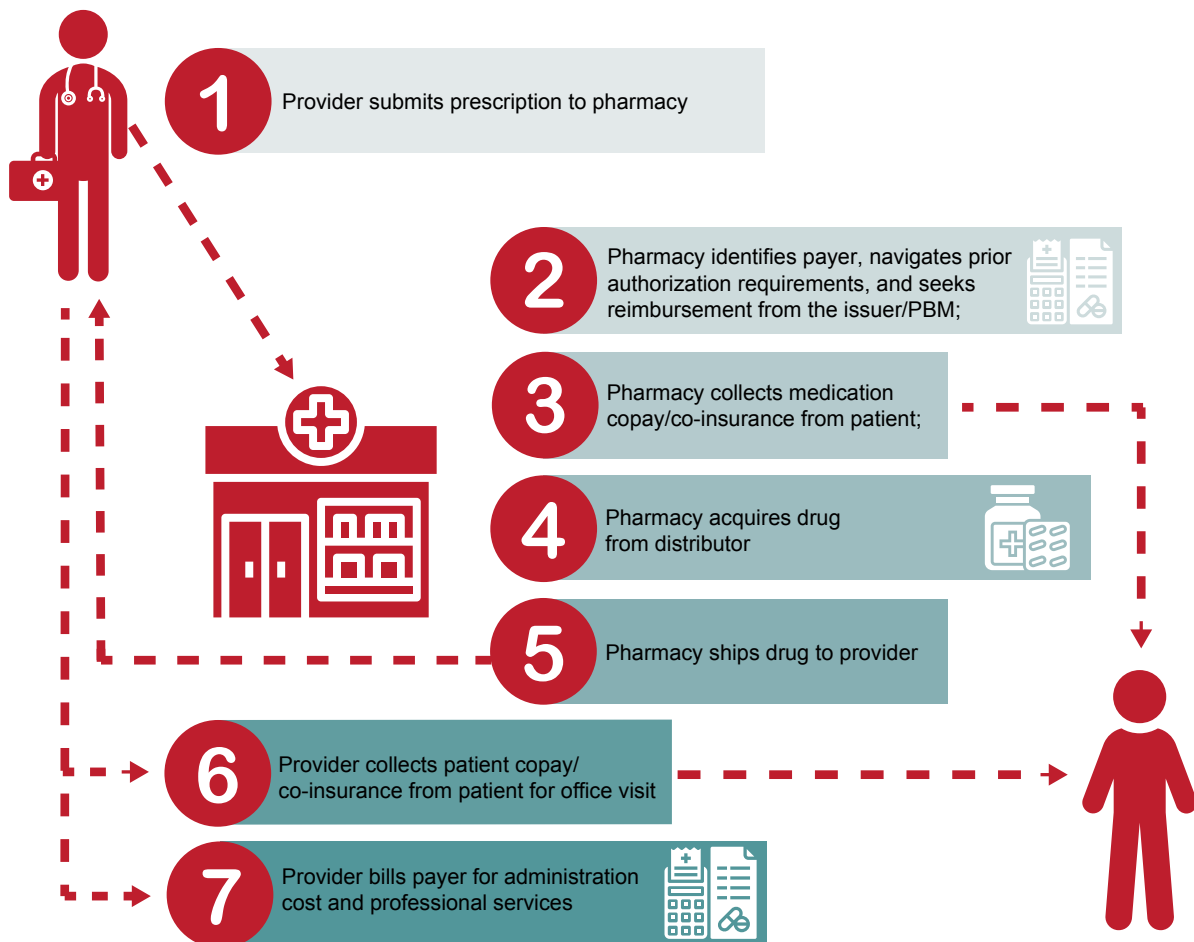 1
Provider submits prescription to pharmacy
2
Pharmacy identifies payer, navigates prior
authorization requirements, and seeks
reimbursement from the issuer/PBM;
3
Pharmacy collects medication
copay/co-insurance from patient;
4
Pharmacy acquires drug
from distributor
5
Pharmacy ships drug to provider
6
Provider collects patient copay/
co-insurance from patient for office visit
7
Provider bills payer for administration
cost and professional services